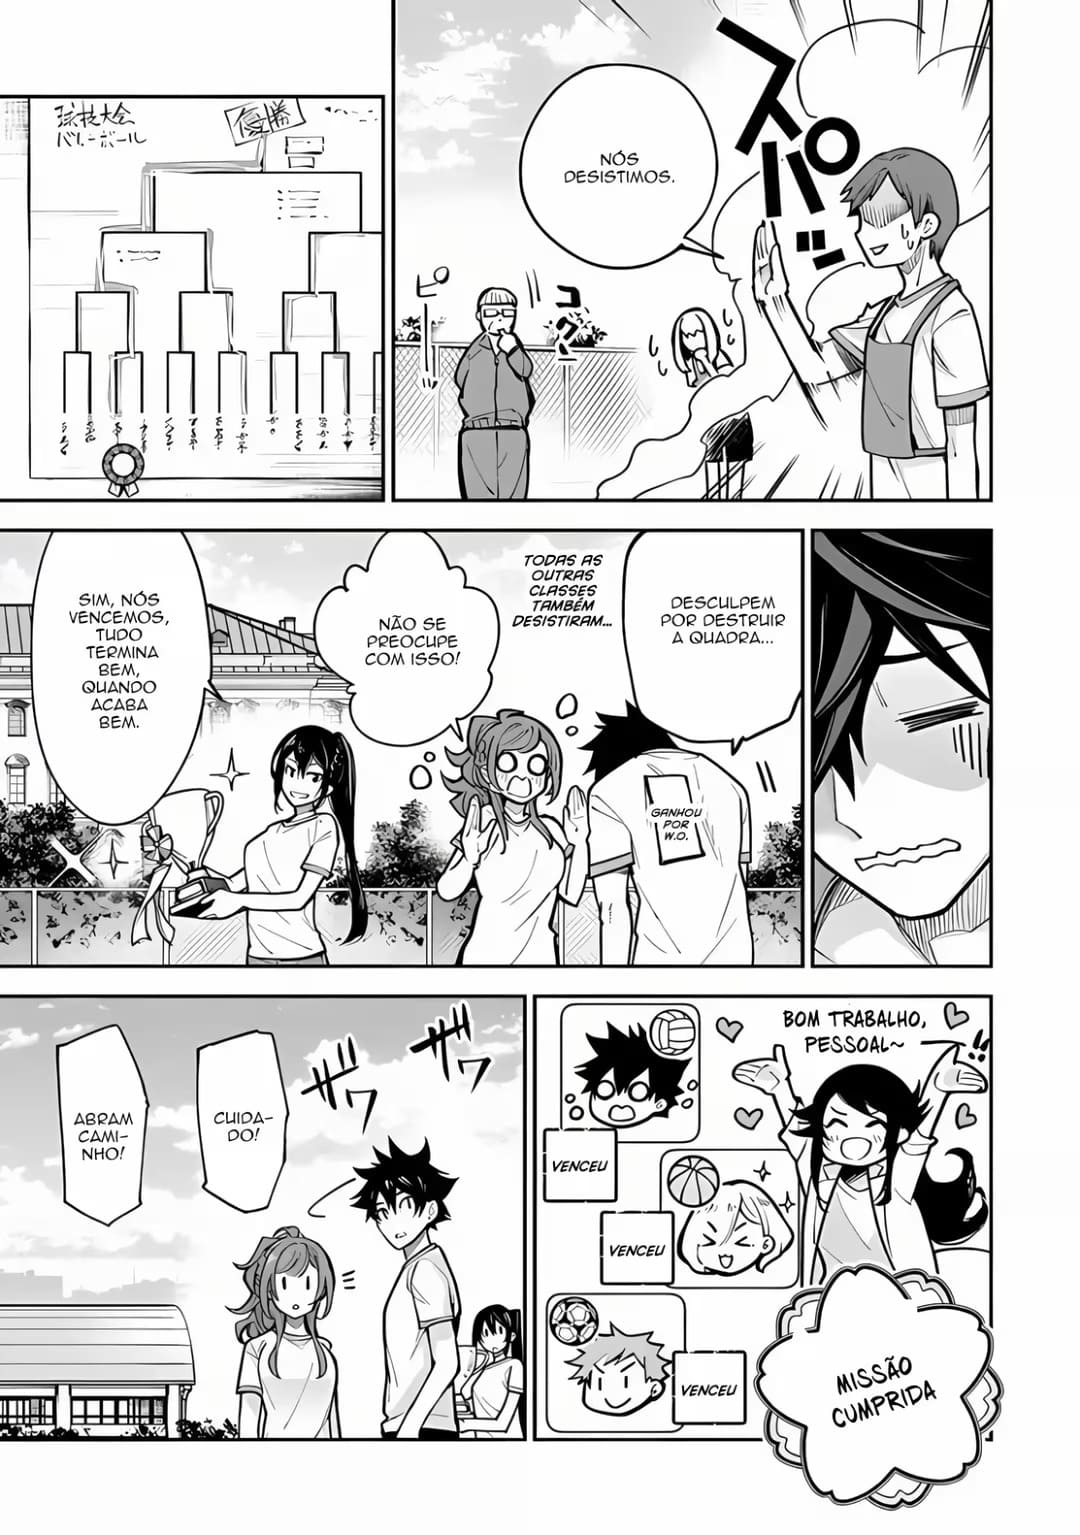 NÓS
DESISTIMOS.
スパッ
ピッ
コクン
球技大会
バレーボール
優勝
DESCULPEM
POR DESTRUIR
A QUADRA...
TODAS AS
OUTRAS
CLASSES
TAMBÉM
DESISTIRAM...
GANHOU
POR
W.O.
NÃO SE
PREOCUPE
COM ISSO!
SIM, NÓS
VENCEMOS,
TUDO
TERMINA
BEM,
QUANDO
ACABA
BEM.
BOM TRABALHO,
PESSOAL~
VENCEU
VENCEU
VENCEU
MISSÃO
CUMPRIDA
ザワ
ザワ
CUIDA-
DO!
ABRAM
CAMI-
NHO!